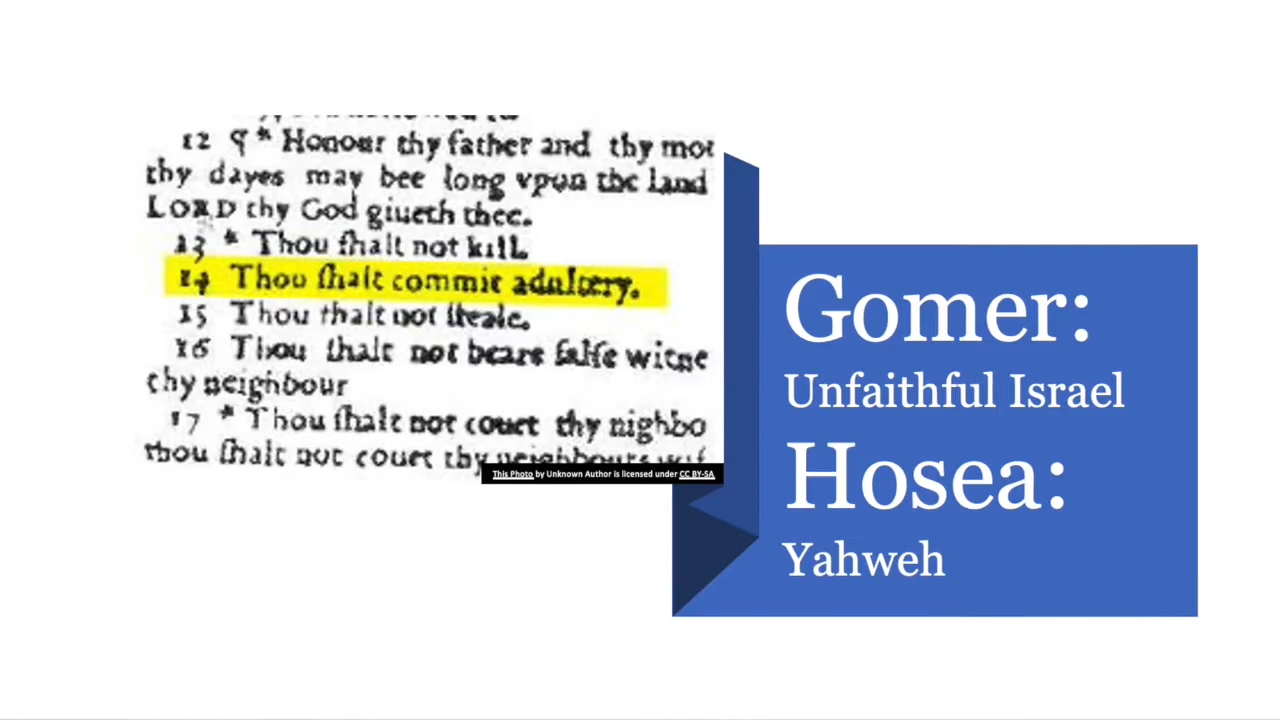 12 ¶ * Honour thy father and thy mot
thy dayes may bee long vpon the land
LORD thy God giueth thee.
13 * Thou ſhalt not kill.
14 Thou ſhalt commit adultery.
15 Thou ſhalt not ſteale.
16 Thou ſhalt not beare falſe witne
thy neighbour
17 * Thou ſhalt not couet thy nighbo
thou ſhalt not couet thy neighbours
This Photo by Unknown Author is licensed under CC BY-SA
Gomer:
Unfaithful Israel
Hosea:
Yahweh